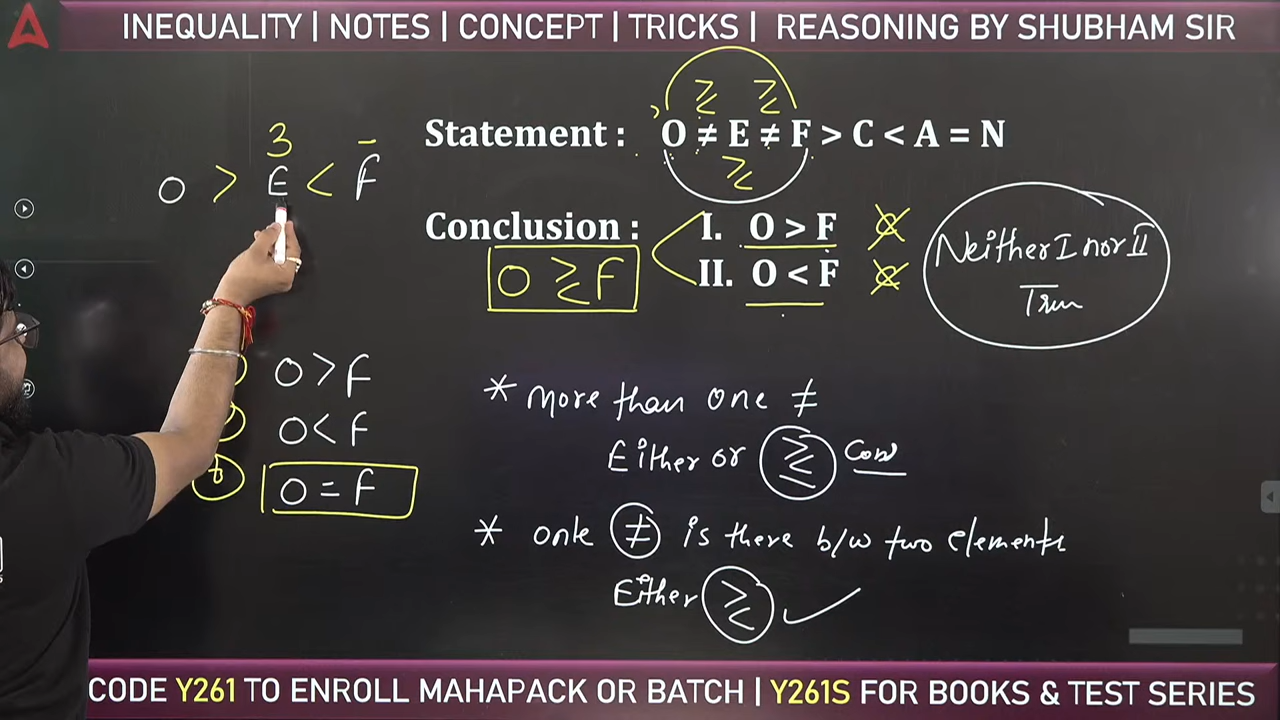 INEQUALITY | NOTES | CONCEPT | TRICKS | REASONING BY SHUBHAM SIR
≷ ≷
Statement : O ≠ E ≠ F > C < A = N
≷
3 -
O > E < F
Conclusion : I. O > F
II. O < F
O ≷ F
Neither I nor II
True
O > F
O < F
O = F
* More than one ≠
Either or ≷
* only ≠ is there b/w two elements
Either ≷ ✓
CODE Y261 TO ENROLL MAHAPACK OR BATCH | Y261S FOR BOOKS & TEST SERIES